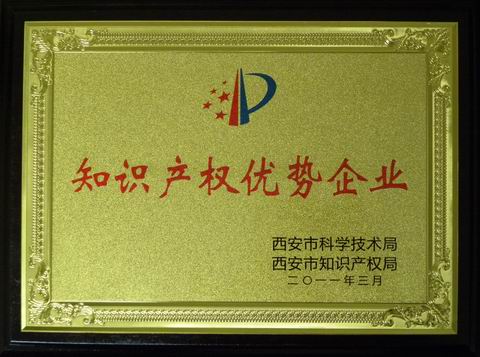 知识产权优势企业
西安市科学技术局
西安市知识产权局
二〇一一年三月